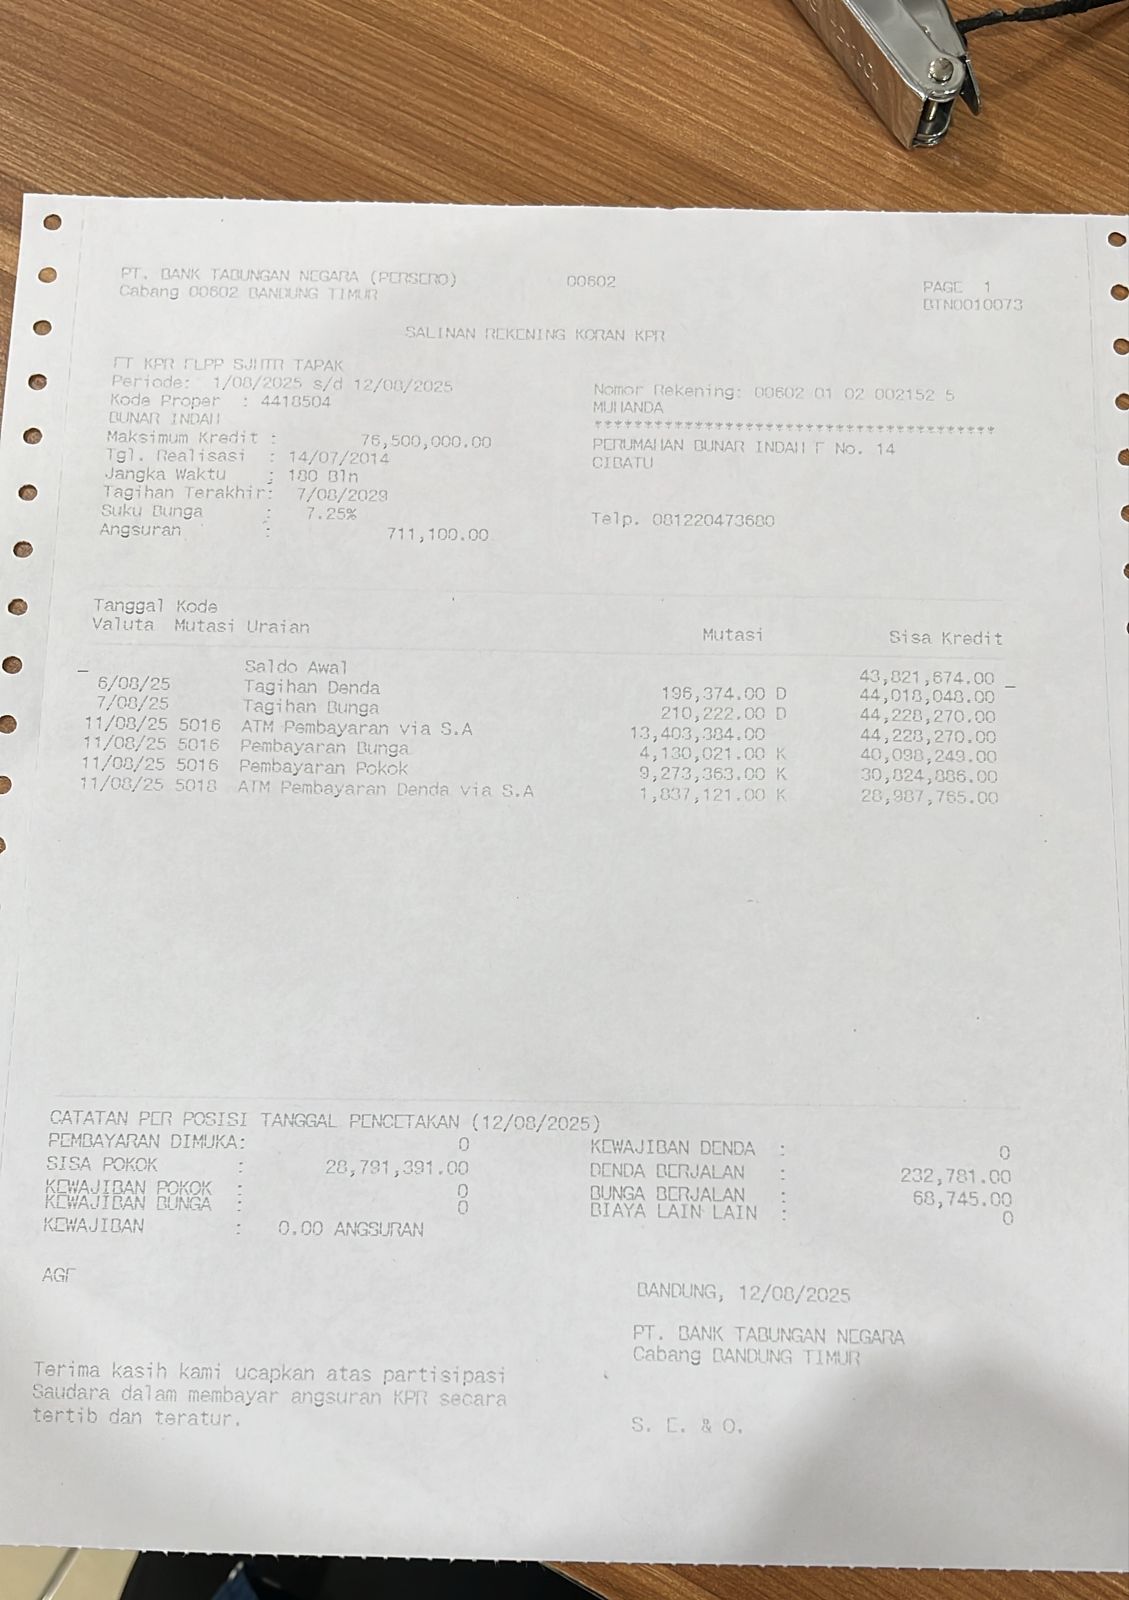 PT. BANK TABUNGAN NEGARA (PERSERO) 00602 PAGE 1
Cabang 00602 BANDUNG TIMUR BTN0010073
SALINAN REKENING KORAN KPR
FT KPR FLPP SJHTR TAPAK
Periode: 1/08/2025 s/d 12/08/2025
Nomor Rekening: 00602 01 02 002152 5
Kode Proper : 4418504
MUHANDA
BUNAR INDAH
****************************************
Maksimum Kredit : 76,500,000.00
PERUMAHAN BUNAR INDAH F No. 14
Tgl. Realisasi : 14/07/2014
CIBATU
Jangka Waktu : 180 Bln
Tagihan Terakhir: 7/08/2029
Suku Bunga : 7.25%
Telp. 081220473680
Angsuran : 711,100.00
Tanggal Kode
Valuta Mutasi Uraian Mutasi Sisa Kredit
Saldo Awal 43,821,674.00
6/08/25 Tagihan Denda 196,374.00 D 44,018,048.00
7/08/25 Tagihan Bunga 210,222.00 D 44,228,270.00
11/08/25 5016 ATM Pembayaran via S.A 13,403,384.00 44,228,270.00
11/08/25 5016 Pembayaran Bunga 4,130,021.00 K 40,098,249.00
11/08/25 5016 Pembayaran Pokok 9,273,363.00 K 30,824,886.00
11/08/25 5018 ATM Pembayaran Denda via S.A 1,837,121.00 K 28,987,765.00
CATATAN PER POSISI TANGGAL PENCETAKAN (12/08/2025)
PEMBAYARAN DIMUKA: 0 KEWAJIBAN DENDA : 0
SISA POKOK : 28,791,391.00 DENDA BERJALAN : 232,781.00
KEWAJIBAN POKOK : 0 BUNGA BERJALAN : 68,745.00
KEWAJIBAN BUNGA : 0 BIAYA LAIN LAIN : 0
KEWAJIBAN : 0.00 ANGSURAN
AGF
BANDUNG, 12/08/2025
PT. BANK TABUNGAN NEGARA
Cabang BANDUNG TIMUR
Terima kasih kami ucapkan atas partisipasi
Saudara dalam membayar angsuran KPR secara
tertib dan teratur.
S. E. & O.